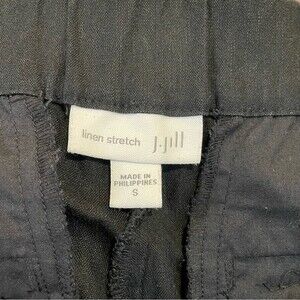 linen stretch J.Jill
MADE IN
PHILIPPINES
S